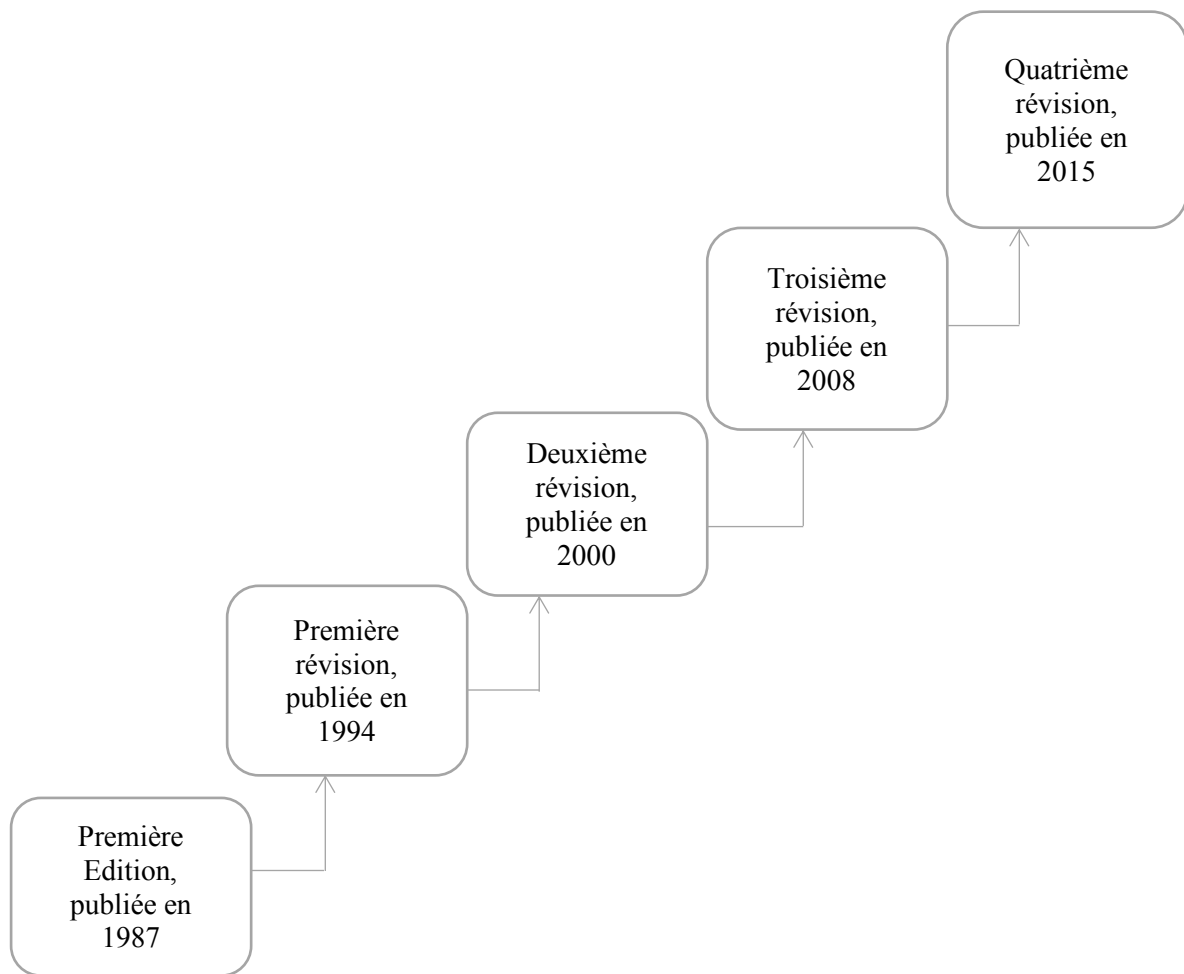 Quatrième
révision,
publiée en
2015
Troisième
révision,
publiée en
2008
Deuxième
révision,
publiée en
2000
Première
révision,
publiée en
1994
Première
Edition,
publiée en
1987